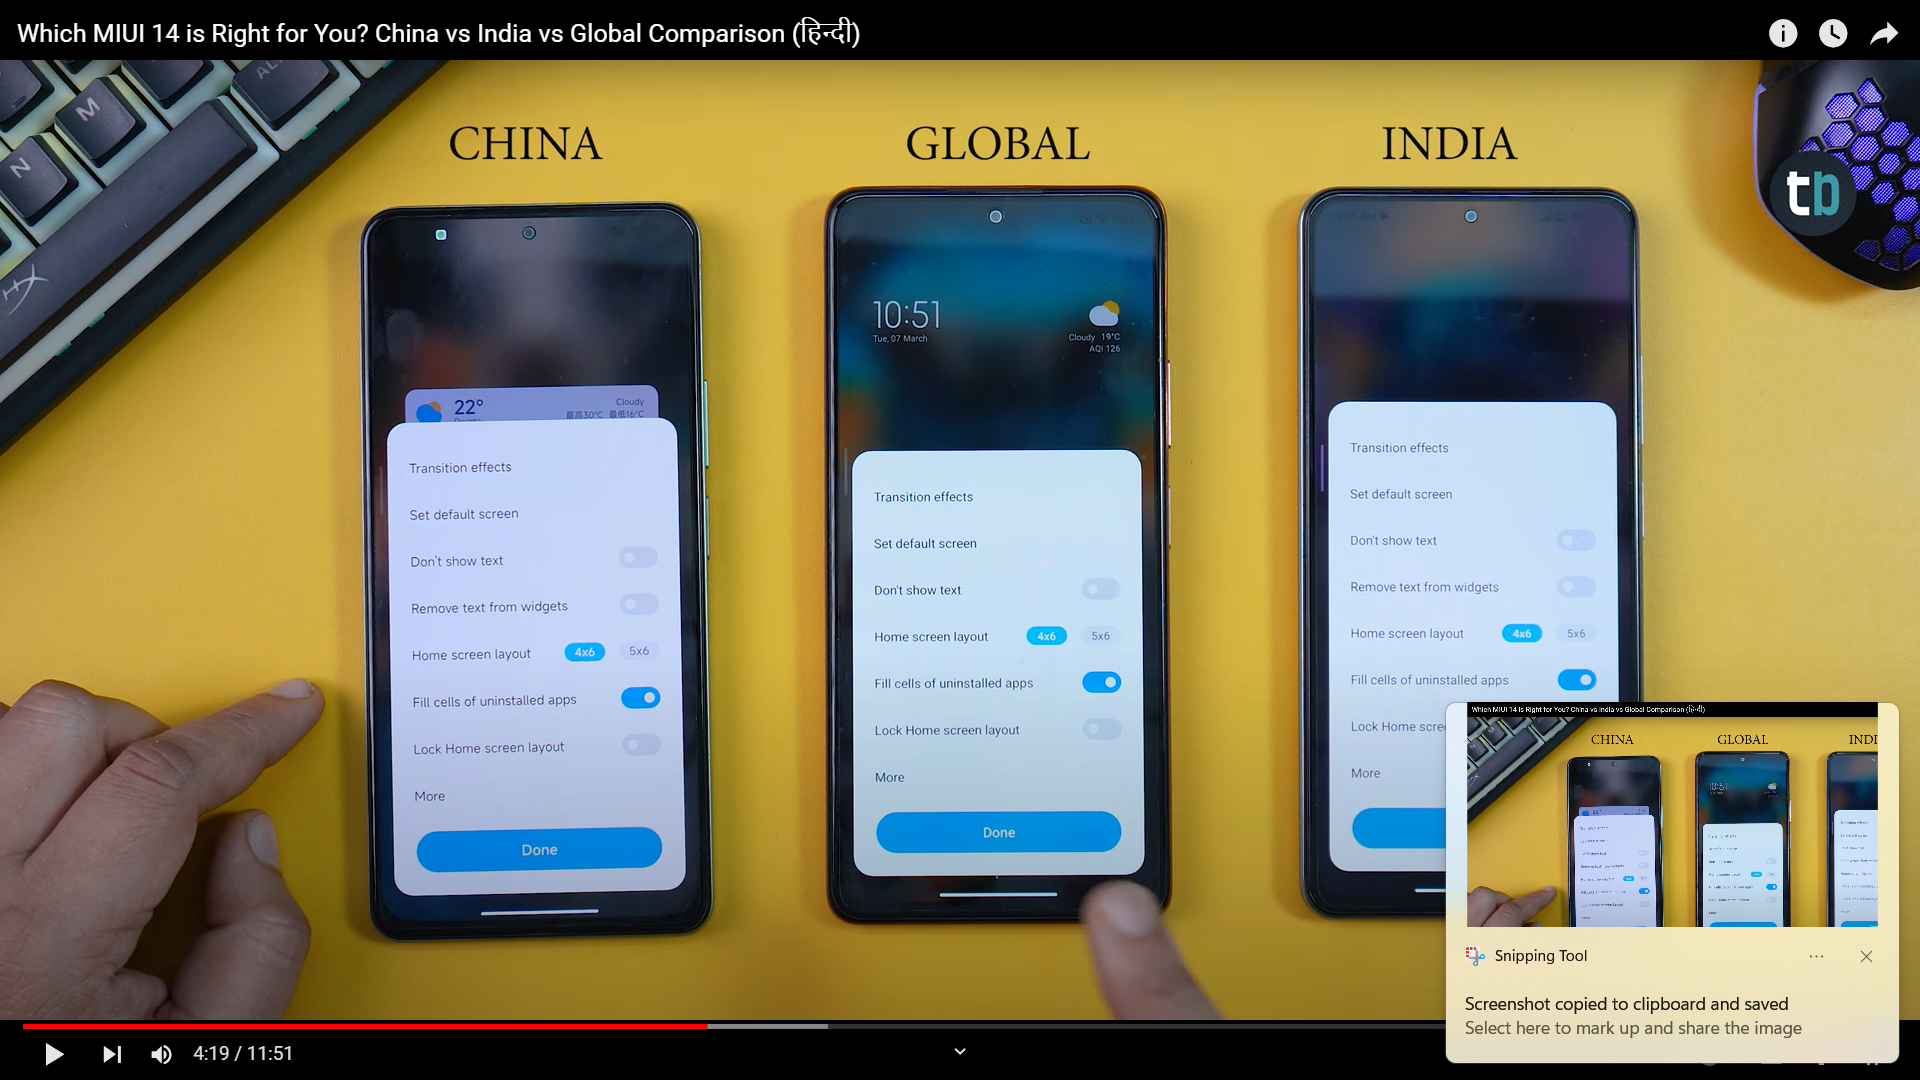 Which MIUI 14 is Right for You? China vs India vs Global Comparison (हिन्दी)
M
N
CHINA
GLOBAL
INDIA
tb
22°
Cloudy
最高30°C 最低16°C
Transition effects
Set default screen
Don't show text
Remove text from widgets
Home screen layout 4x6 5x6
Fill cells of uninstalled apps
Lock Home screen layout
More
Done
10:51
Tue, 07 March
Cloudy 19°C
AQI 126
Transition effects
Set default screen
Don't show text
Home screen layout 4x6 5x6
Fill cells of uninstalled apps
Lock Home screen layout
More
Done
Transition effects
Set default screen
Don't show text
Remove text from widgets
Home screen layout 4x6 5x6
Fill cells of uninstalled apps
Lock Home scree
More
Which MIUI 14 is Right for You? China vs India vs Global Comparison (हिन्दी)
CHINA
GLOBAL
INDI
Snipping Tool
Screenshot copied to clipboard and saved
Select here to mark up and share the image
4:19 / 11:51